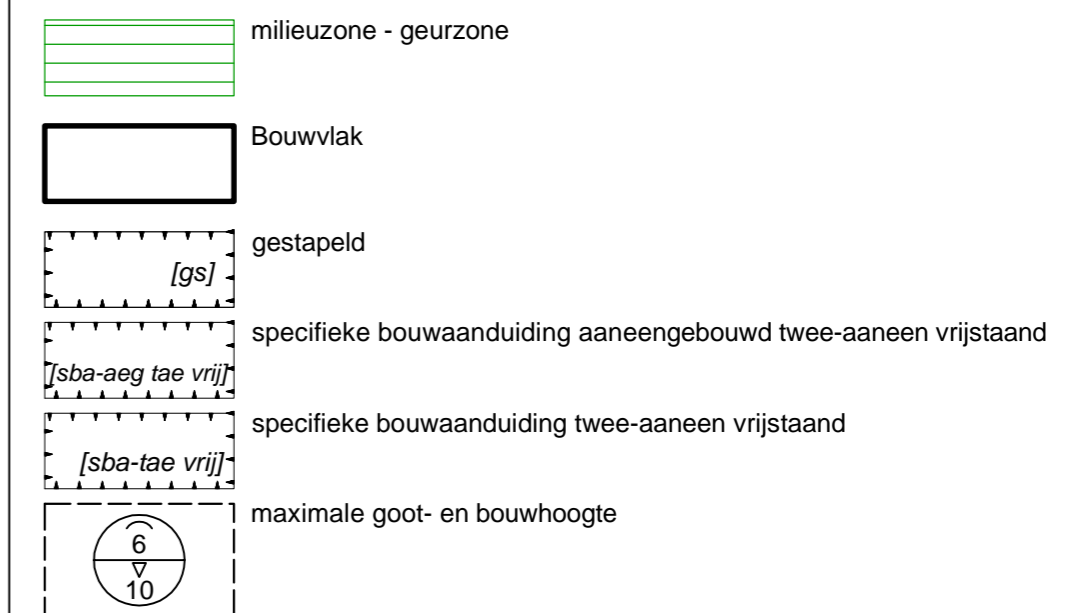 milieuzone - geurzone
Bouwvlak
[gs]
gestapeld
[sba-aeg tae vrij]
specifieke bouwaanduiding aaneengebouwd twee-aaneen vrijstaand
[sba-tae vrij]
specifieke bouwaanduiding twee-aaneen vrijstaand
6
10
maximale goot- en bouwhoogte